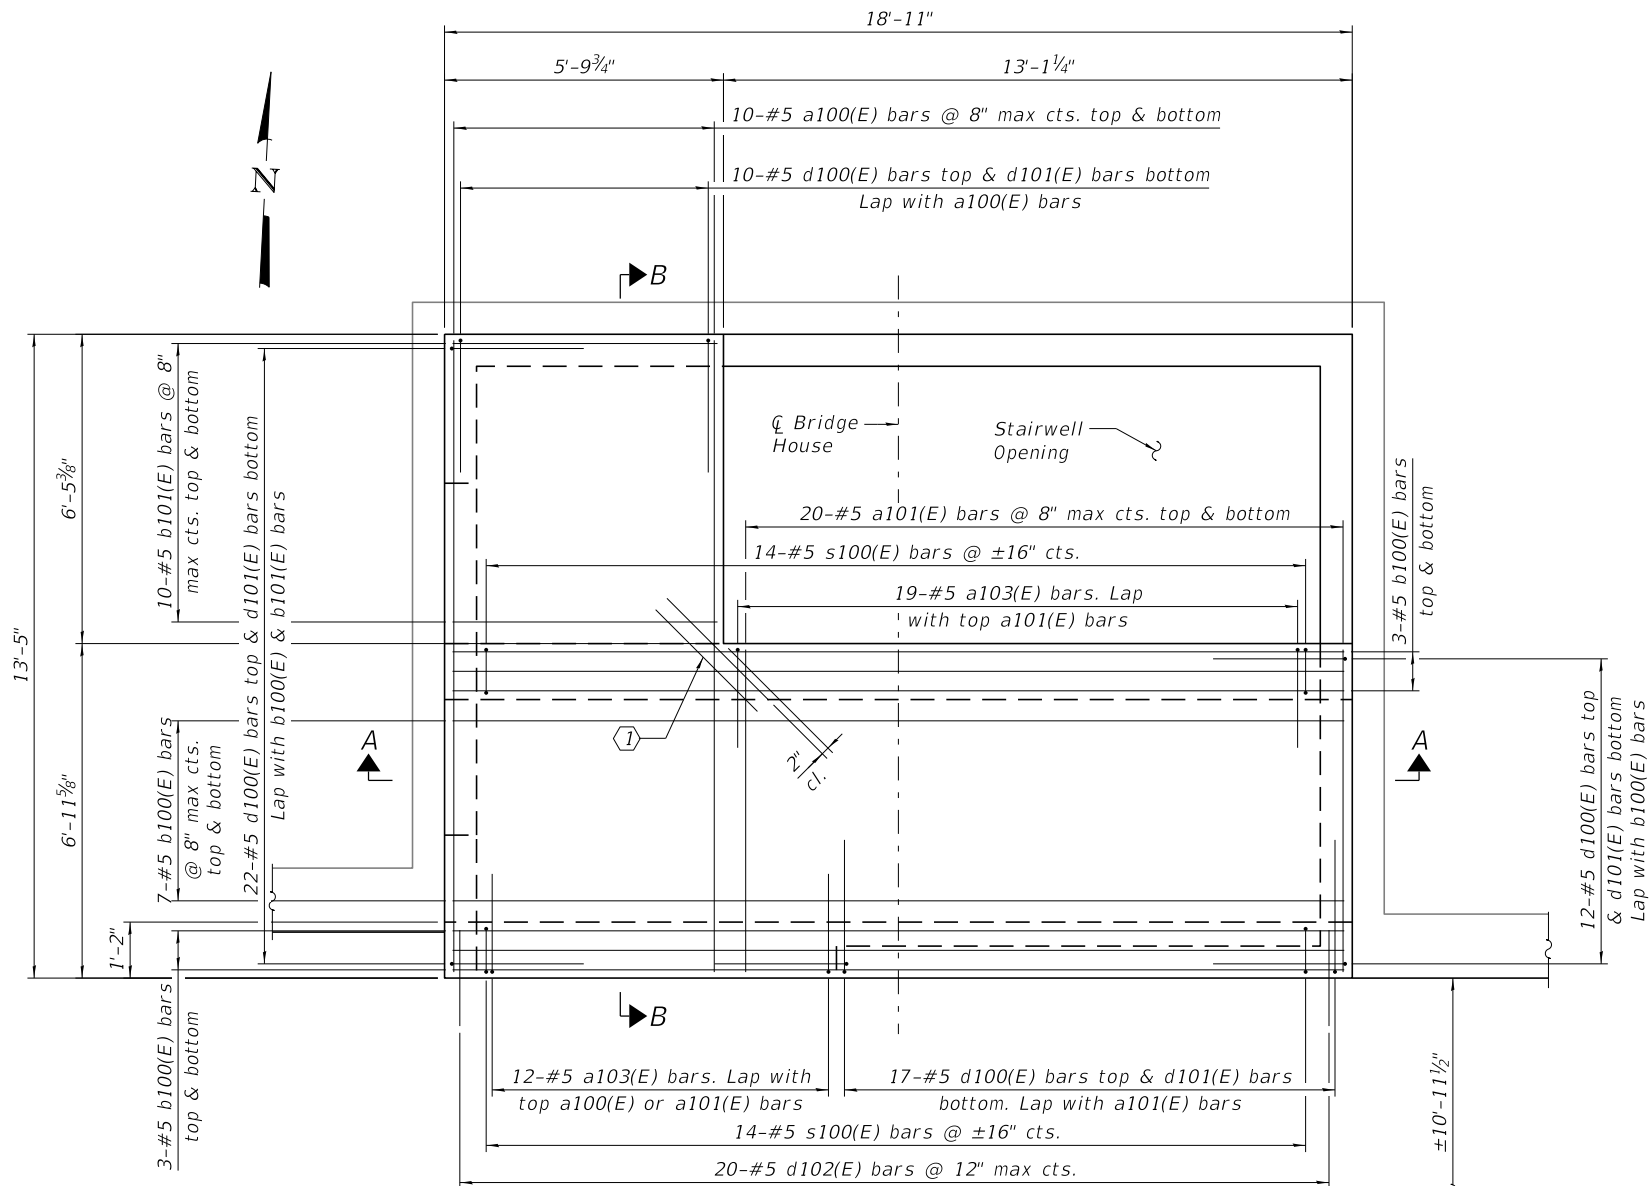 18'-11"
5'-9¾"
13'-1¼"
10-#5 a100(E) bars @ 8" max cts. top & bottom
10-#5 d100(E) bars top & d101(E) bars bottom
Lap with a100(E) bars
N
B
13'-5"
6'-5⅜"
6'-11⅝"
1'-2"
10-#5 b101(E) bars @ 8"
max cts. top & bottom
22-#5 d100(E) bars top & d101(E) bars bottom
Lap with b100(E) & b101(E) bars
7-#5 b100(E) bars
@ 8" max cts.
top & bottom
3-#5 b100(E) bars
top & bottom
℄ Bridge
House
Stairwell
Opening
20-#5 a101(E) bars @ 8" max cts. top & bottom
14-#5 s100(E) bars @ ±16" cts.
19-#5 a103(E) bars. Lap
with top a101(E) bars
3-#5 b100(E) bars
top & bottom
1
2"
cl.
A
A
12-#5 d100(E) bars top
& d101(E) bars bottom
Lap with b100(E) bars
B
12-#5 a103(E) bars. Lap with
top a100(E) or a101(E) bars
17-#5 d100(E) bars top & d101(E) bars
bottom. Lap with a101(E) bars
14-#5 s100(E) bars @ ±16" cts.
20-#5 d102(E) bars @ 12" max cts.
±10'-11½"